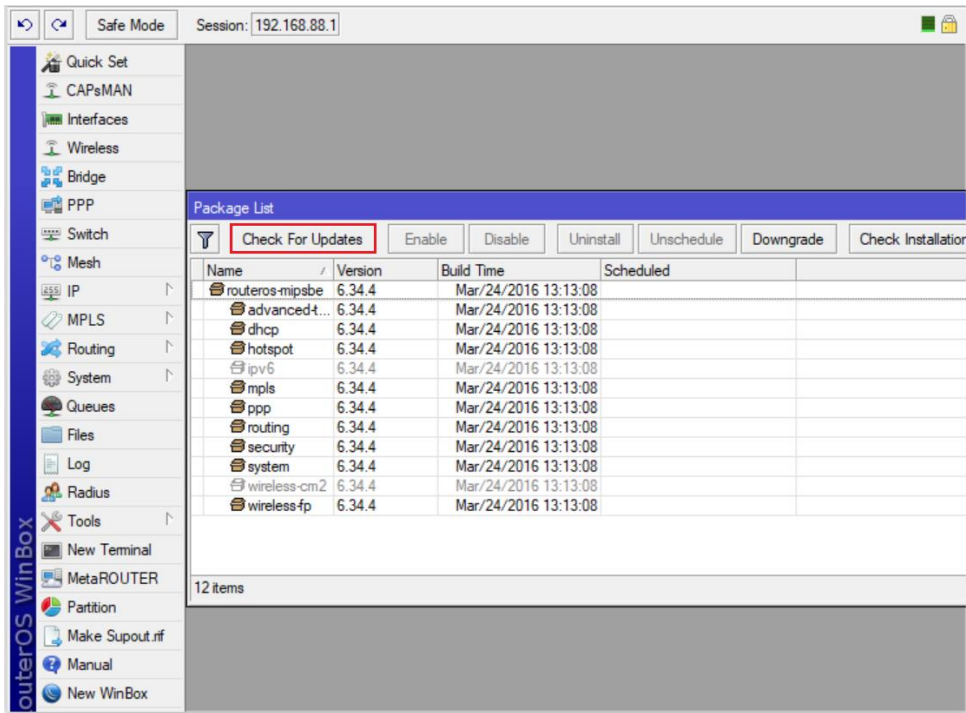 Safe Mode Session: 192.168.88.1
Quick Set
CAPsMAN
Interfaces
Wireless
Bridge
PPP
Switch
Mesh
IP
MPLS
Routing
System
Queues
Files
Log
Radius
Tools
New Terminal
MetaROUTER
Partition
Make Supout.rif
Manual
New WinBox
outerOS WinBox
Package List
Check For Updates Enable Disable Uninstall Unschedule Downgrade Check Installation
Name / Version Build Time Scheduled
routeros-mipsbe 6.34.4 Mar/24/2016 13:13:08
advanced-t... 6.34.4 Mar/24/2016 13:13:08
dhcp 6.34.4 Mar/24/2016 13:13:08
hotspot 6.34.4 Mar/24/2016 13:13:08
ipv6 6.34.4 Mar/24/2016 13:13:08
mpls 6.34.4 Mar/24/2016 13:13:08
ppp 6.34.4 Mar/24/2016 13:13:08
routing 6.34.4 Mar/24/2016 13:13:08
security 6.34.4 Mar/24/2016 13:13:08
system 6.34.4 Mar/24/2016 13:13:08
wireless-cm2 6.34.4 Mar/24/2016 13:13:08
wireless-fp 6.34.4 Mar/24/2016 13:13:08
12 items